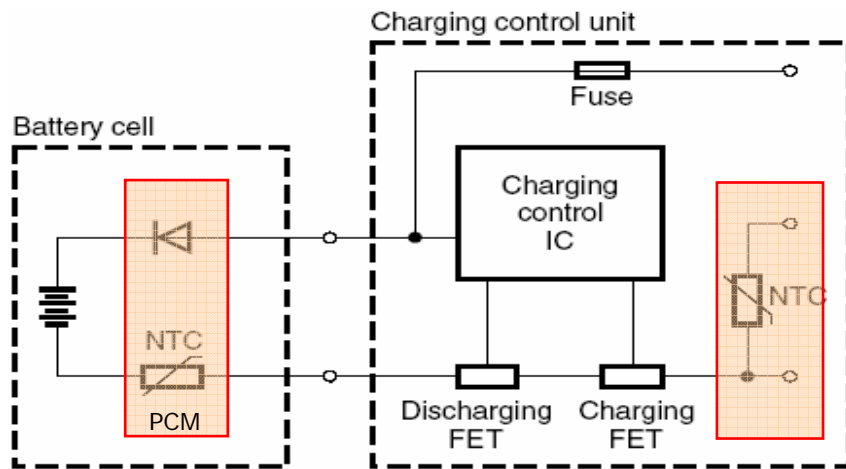 Charging control unit
Fuse
Battery cell
Charging
control
IC
NTC
NTC
PCM
Discharging
FET
Charging
FET